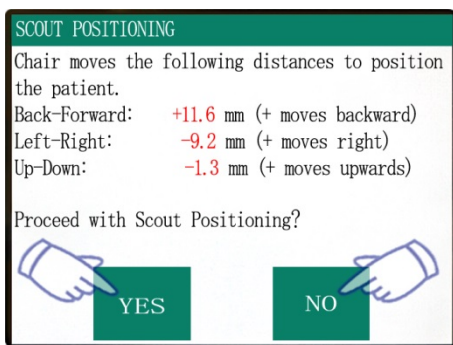 SCOUT POSITIONING
Chair moves the following distances to position
the patient.
Back-Forward: +11.6 mm (+ moves backward)
Left-Right: -9.2 mm (+ moves right)
Up-Down: -1.3 mm (+ moves upwards)
Proceed with Scout Positioning?
YES NO